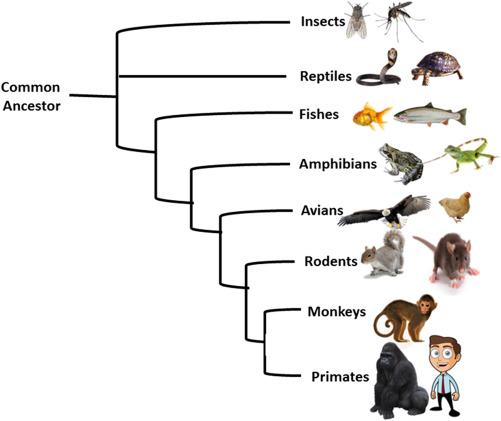 Insects
Reptiles
Common
Ancestor
Fishes
Amphibians
Avians
Rodents
Monkeys
Primates